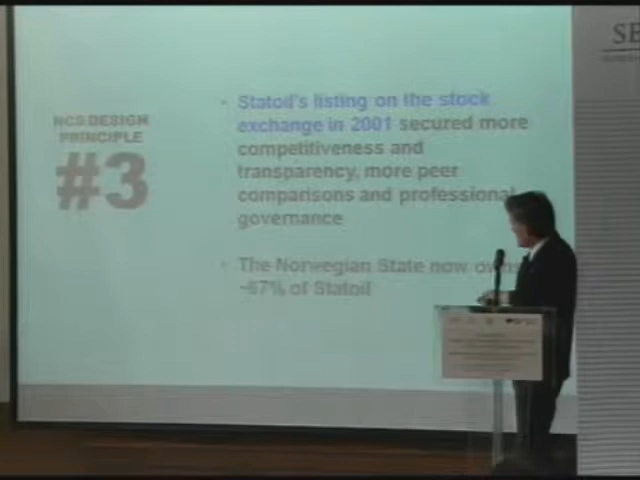 NCS DESIGN
PRINCIPLE
#3
• Statoil's listing on the stock
exchange in 2001 secured more
competitiveness and
transparency, more peer
comparisons and professional
governance
• The Norwegian State now owns
~67% of Statoil
SE